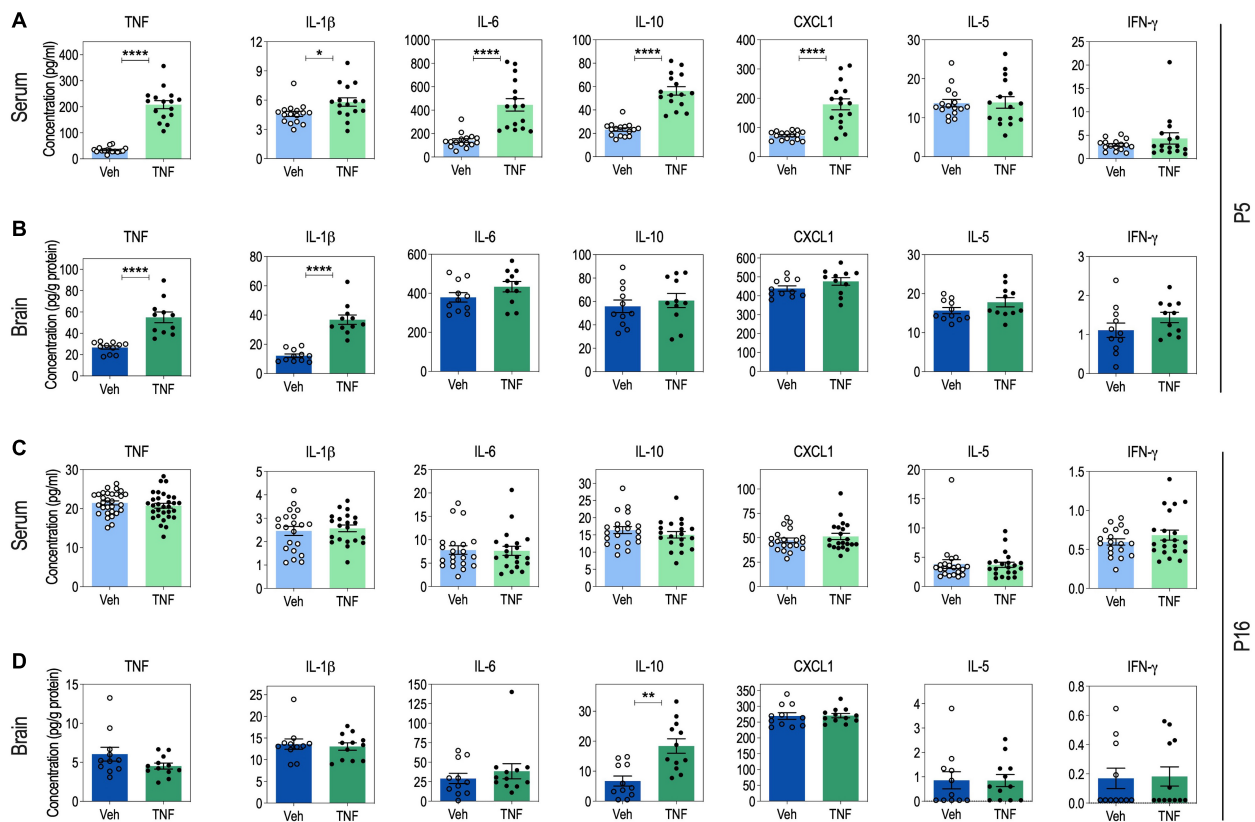 A
TNF IL-1β IL-6 IL-10 CXCL1 IL-5 IFN-γ
Serum
Concentration (pg/ml)
**** * **** **** ****
450 400 350 300 250 200 150 100 50 0
12 9 6 3 0
1000 800 600 400 200 0
100 80 60 40 20 0
400 300 200 100 0
30 20 10 0
25 20 15 10 5 0
Veh TNF Veh TNF Veh TNF Veh TNF Veh TNF Veh TNF Veh TNF
P5
B
TNF IL-1β IL-6 IL-10 CXCL1 IL-5 IFN-γ
Brain
Concentration (pg/g protein)
**** ****
100 80 60 40 20 0
80 60 40 20 0
600 400 200 0
100 80 60 40 20 0
600 500 400 300 200 100 0
30 20 10 0
3 2 1 0
Veh TNF Veh TNF Veh TNF Veh TNF Veh TNF Veh TNF Veh TNF
C
TNF IL-1β IL-6 IL-10 CXCL1 IL-5 IFN-γ
Serum
Concentration (pg/ml)
30 20 10 0
5 4 3 2 1 0
25 20 15 10 5 0
35 30 25 20 15 10 5 0
100 75 50 25 0
20 15 10 5 0
1.5 1.0 0.5 0.0
Veh TNF Veh TNF Veh TNF Veh TNF Veh TNF Veh TNF Veh TNF
P16
D
TNF IL-1β IL-6 IL-10 CXCL1 IL-5 IFN-γ
Brain
Concentration (pg/g protein)
**
15 10 5 0
25 20 15 10 5 0
150 125 100 75 50 25 0
40 30 20 10 0
350 300 250 200 150 100 50 0
5 4 3 2 1 0
0.8 0.6 0.4 0.2 0.0
Veh TNF Veh TNF Veh TNF Veh TNF Veh TNF Veh TNF Veh TNF